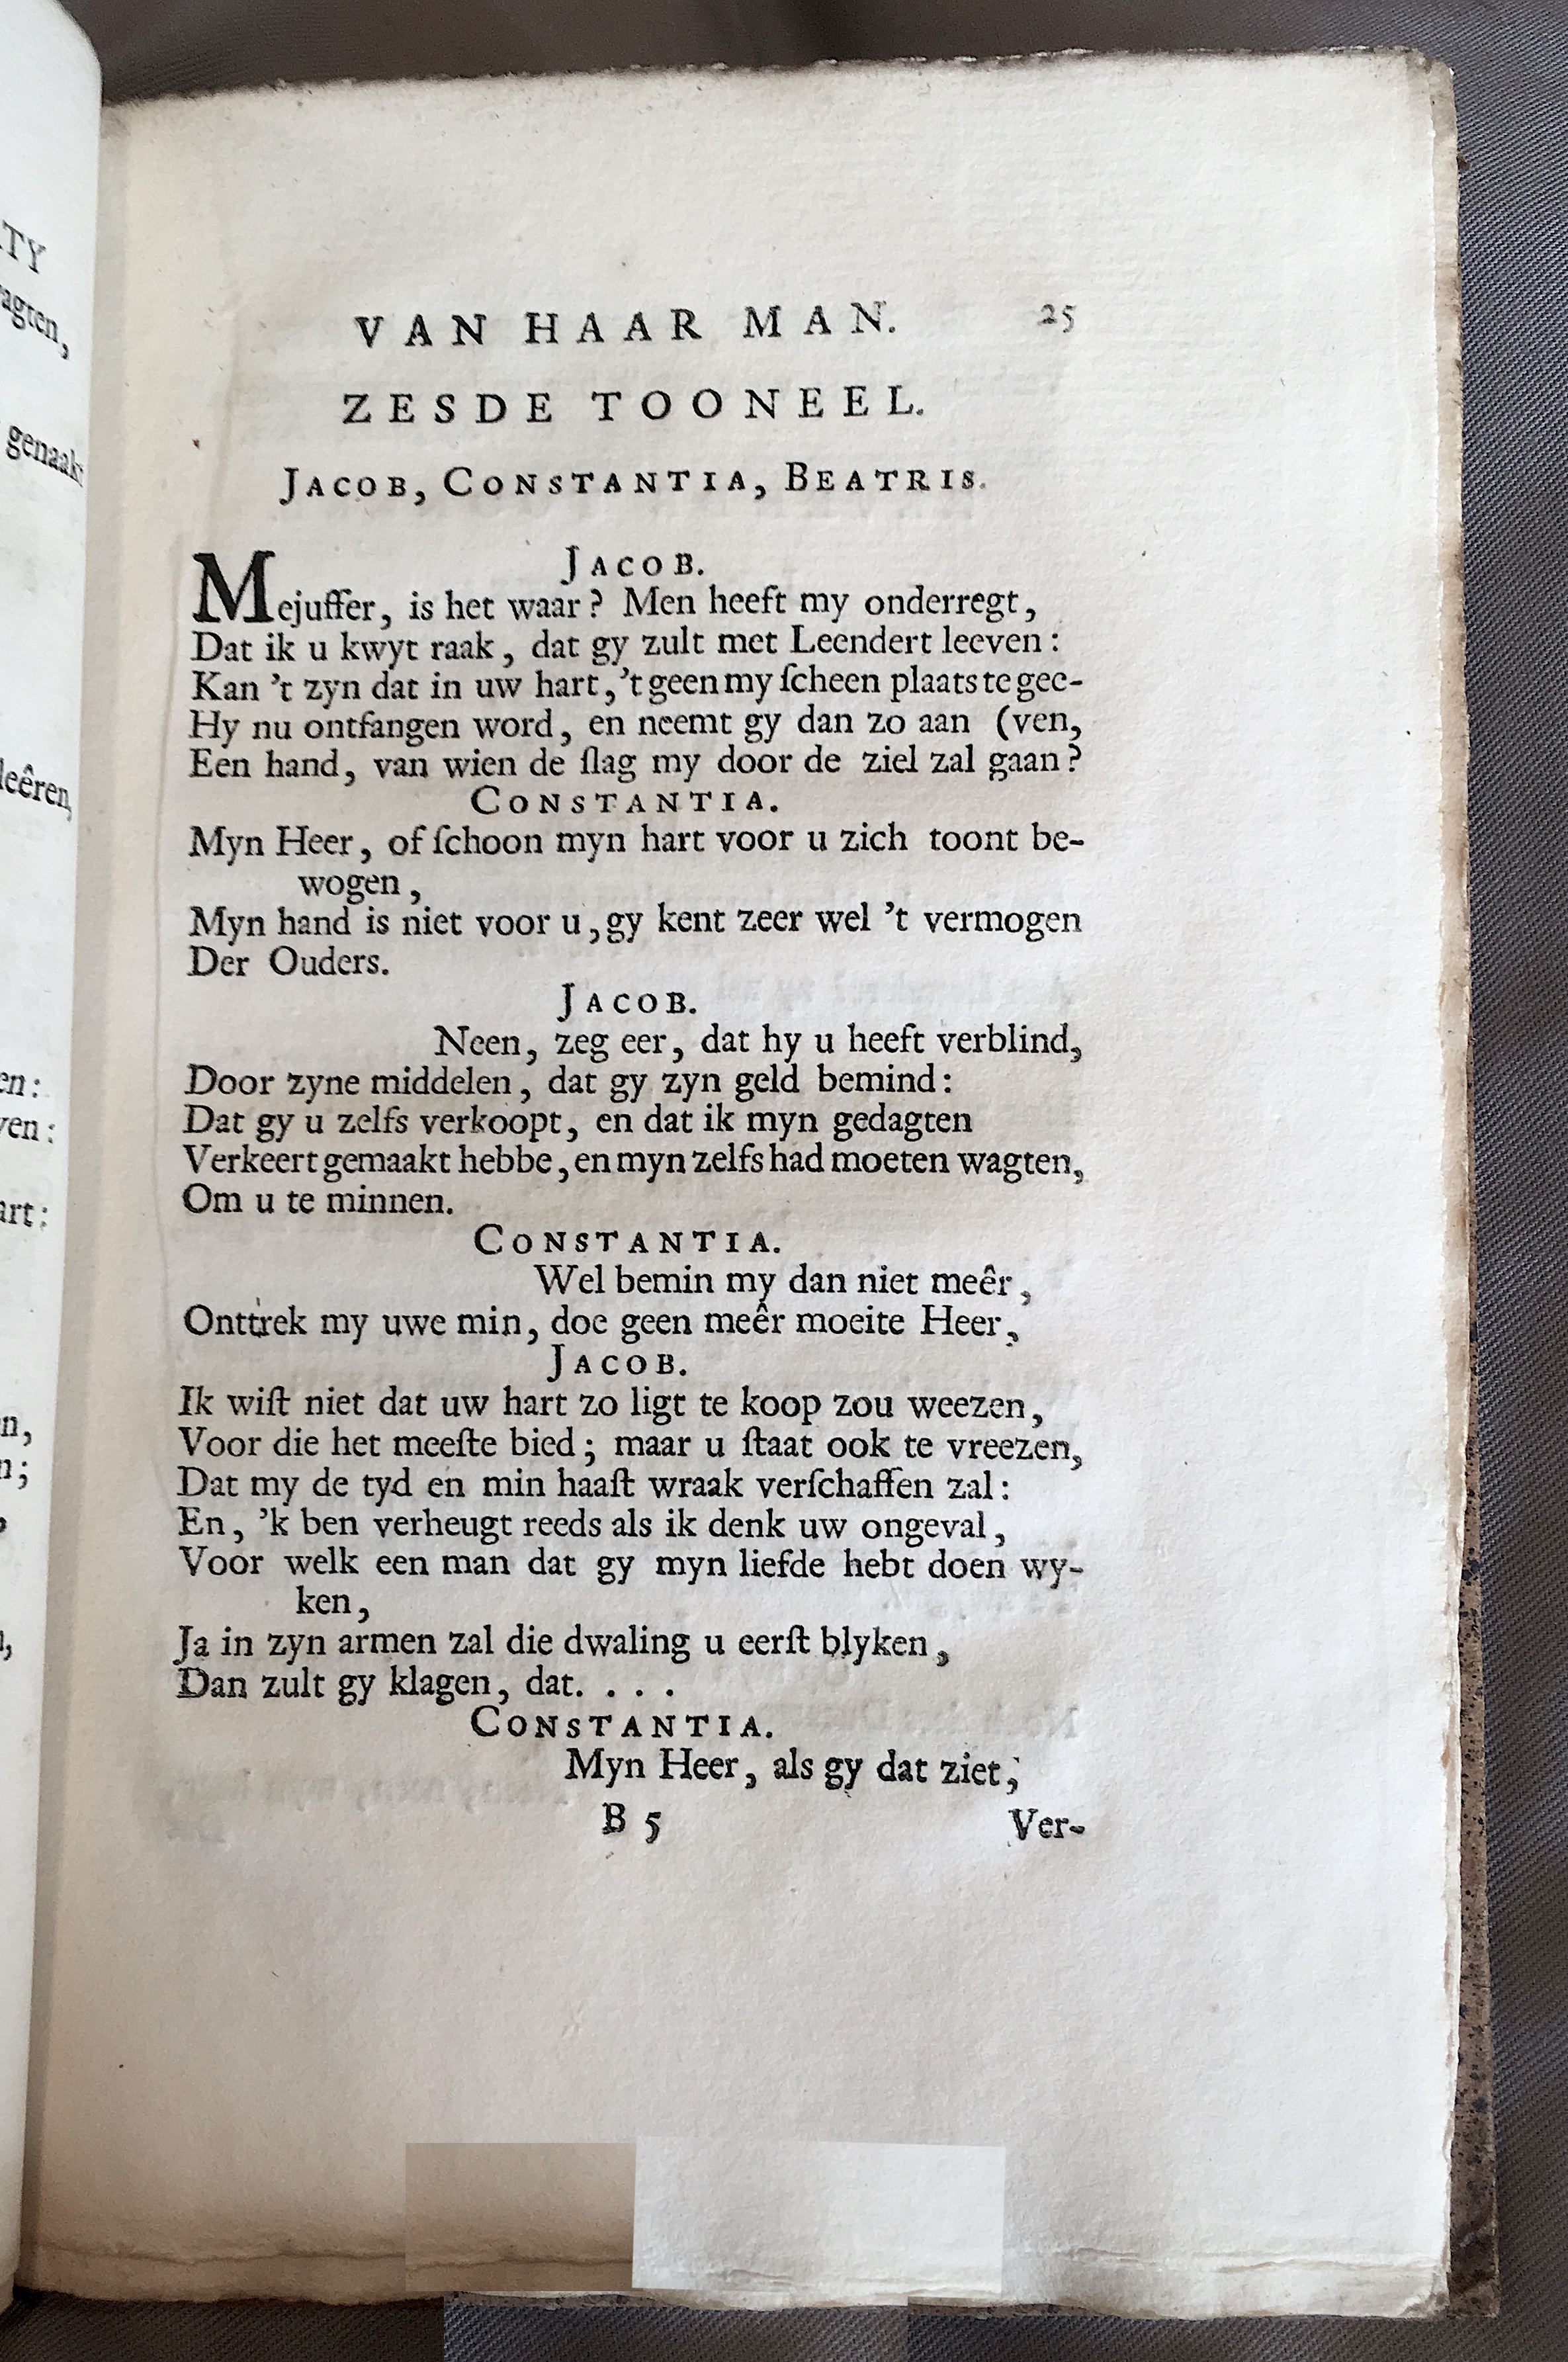 VAN HAAR MAN. 25
ZESDE TOONEEL.
JACOB, CONSTANTIA, BEATRIS.
JACOB.
Mejuffer, is het waar? Men heeft my onderregt,
Dat ik u kwyt raak, dat gy zult met Leendert leeven:
Kan 't zyn dat in uw hart, 't geen my ſcheen plaats te gee-
Hy nu ontfangen word, en neemt gy dan zo aan (ven,
Een hand, van wien de ſlag my door de ziel zal gaan?
CONSTANTIA.
Myn Heer, of ſchoon myn hart voor u zich toont be-
wogen,
Myn hand is niet voor u, gy kent zeer wel 't vermogen
Der Ouders.
JACOB.
Neen, zeg eer, dat hy u heeft verblind,
Door zyne middelen, dat gy zyn geld bemind:
Dat gy u zelfs verkoopt, en dat ik myn gedagten
Verkeert gemaakt hebbe, en myn zelfs had moeten wagten,
Om u te minnen.
CONSTANTIA.
Wel bemin my dan niet meêr,
Onttrek my uwe min, doe geen meêr moeite Heer,
JACOB.
Ik wiſt niet dat uw hart zo ligt te koop zou weezen,
Voor die het meeſte bied; maar u ſtaat ook te vreezen,
Dat my de tyd en min haaſt wraak verſchaffen zal:
En, 'k ben verheugt reeds als ik denk uw ongeval,
Voor welk een man dat gy myn liefde hebt doen wy-
ken,
Ja in zyn armen zal die dwaling u eerſt blyken,
Dan zult gy klagen, dat. . . .
CONSTANTIA.
Myn Heer, als gy dat ziet,
B 5 Ver-
TY
agten,
genaakt
leêren,
en:
ven:
art:
n,
n;